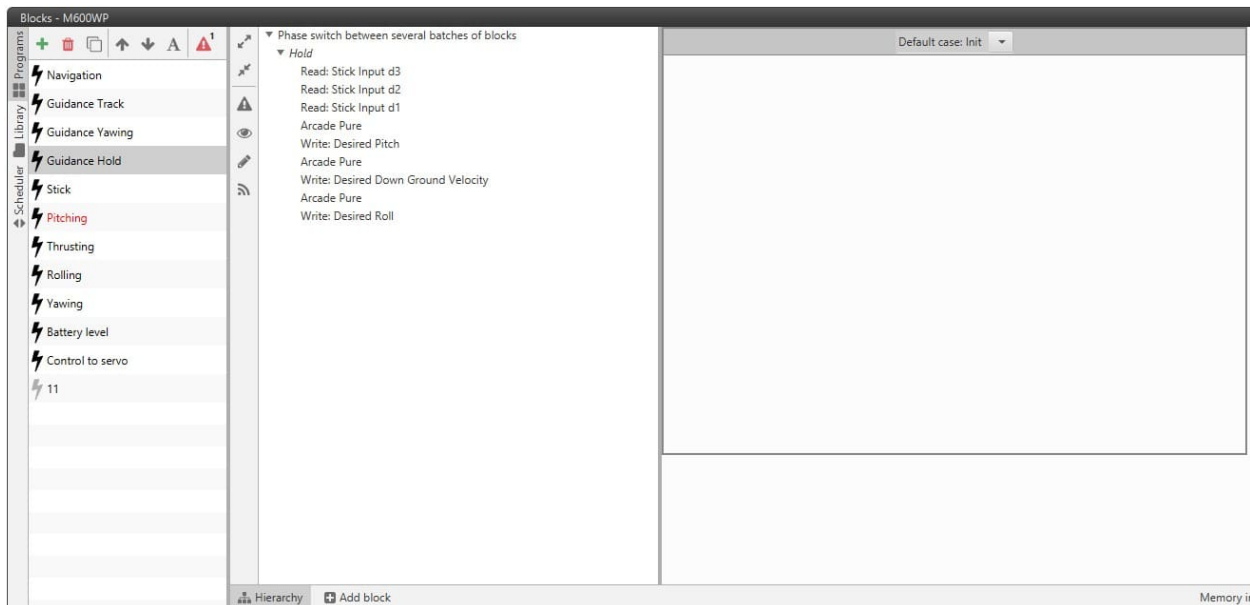 Blocks - M600WP
Programs
Library
Scheduler
A
1
Navigation
Guidance Track
Guidance Yawing
Guidance Hold
Stick
Pitching
Thrusting
Rolling
Yawing
Battery level
Control to servo
11
Phase switch between several batches of blocks
Hold
Read: Stick Input d3
Read: Stick Input d2
Read: Stick Input d1
Arcade Pure
Write: Desired Pitch
Arcade Pure
Write: Desired Down Ground Velocity
Arcade Pure
Write: Desired Roll
Default case: Init
Hierarchy
Add block
Memory in